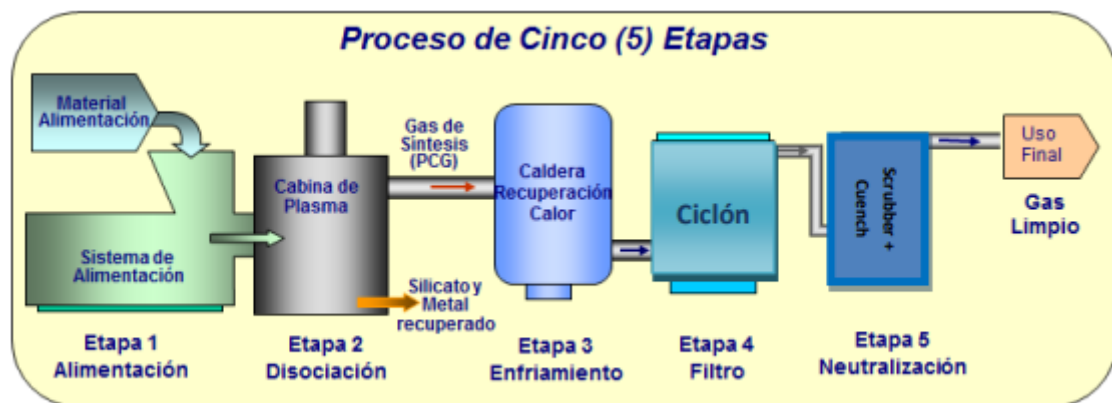 Proceso de Cinco (5) Etapas
Material
Alimentación
Sistema de
Alimentación
Etapa 1
Alimentación
Cabina de
Plasma
Silicato y
Metal
recuperado
Etapa 2
Disociación
Gas de
Síntesis
(PCG)
Caldera
Recuperación
Calor
Etapa 3
Enfriamiento
Ciclón
Etapa 4
Filtro
Scrubber +
Cuench
Etapa 5
Neutralización
Uso
Final
Gas
Limpio